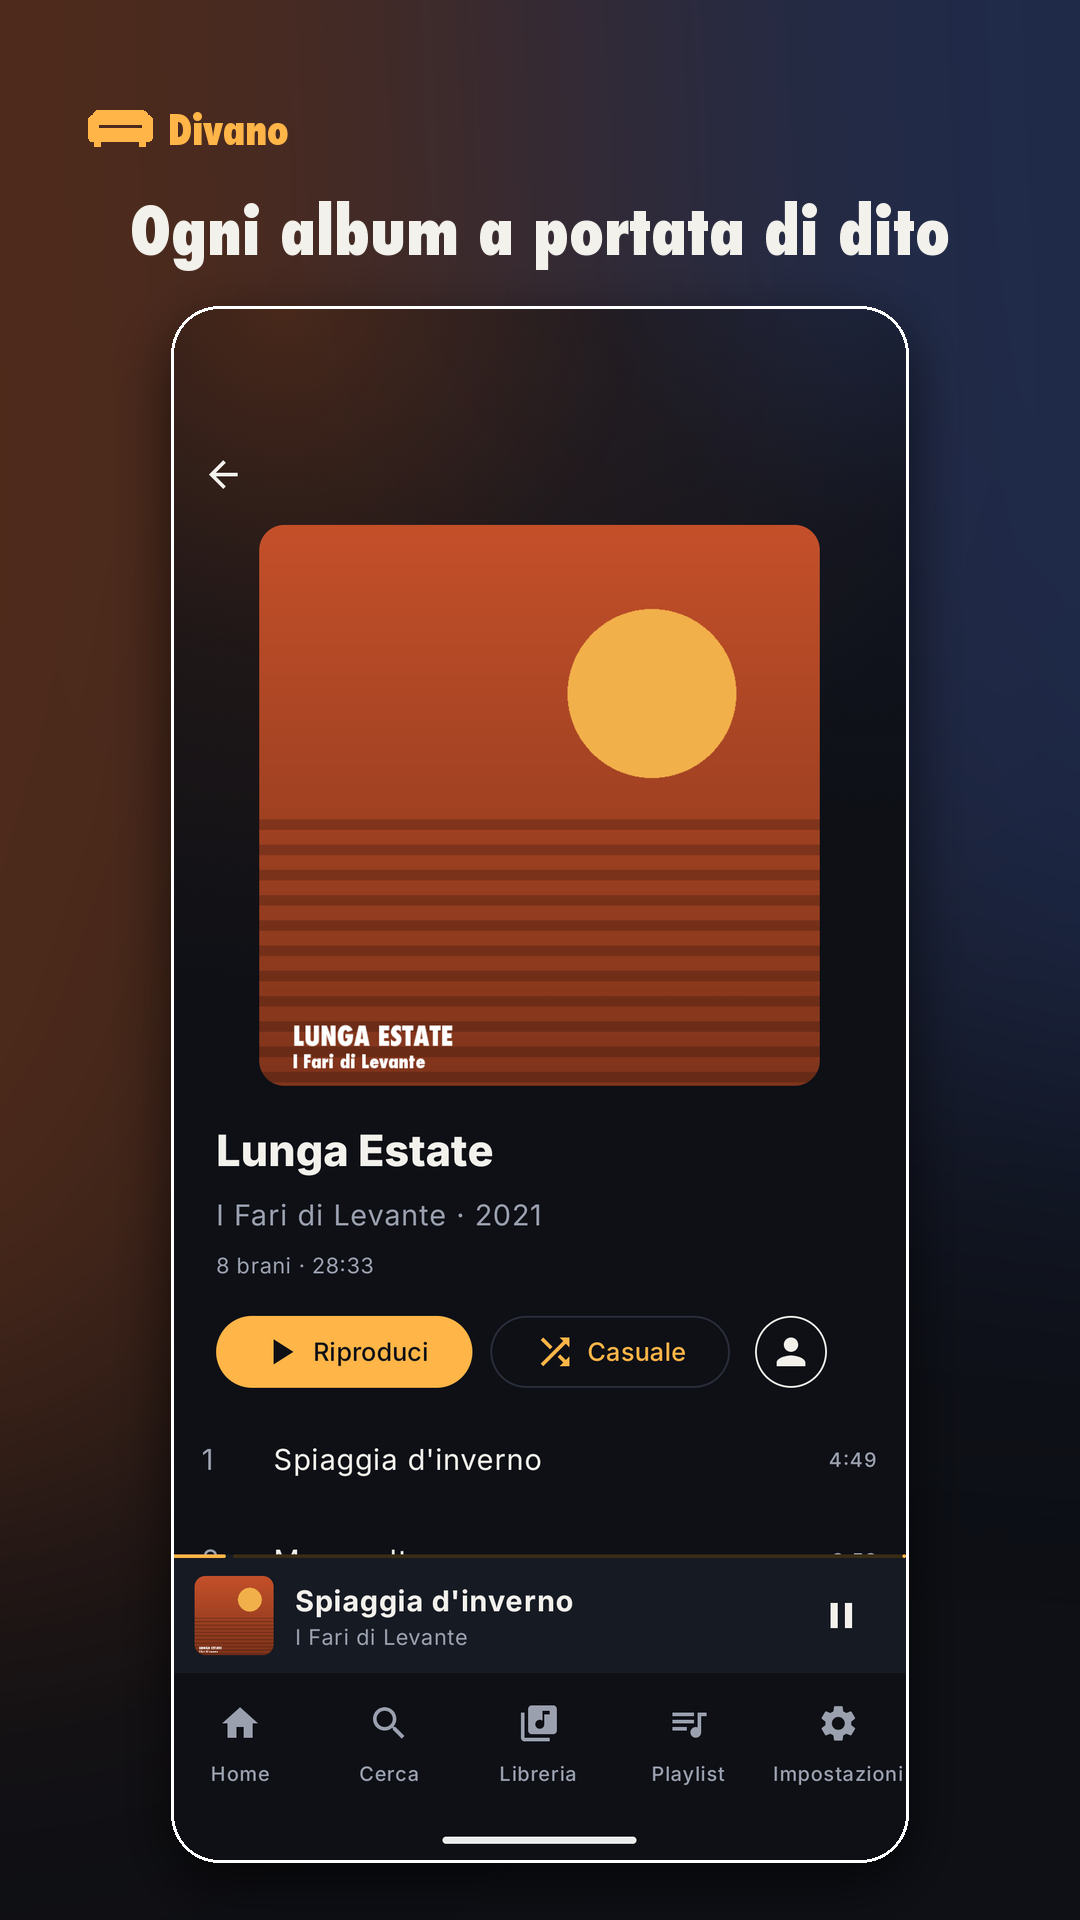 Divano
Ogni album a portata di dito
LUNGA ESTATE
I Fari di Levante
Lunga Estate
I Fari di Levante · 2021
8 brani · 28:33
Riproduci
Casuale
1 Spiaggia d'inverno 4:49
Spiaggia d'inverno
I Fari di Levante
Home
Cerca
Libreria
Playlist
Impostazioni